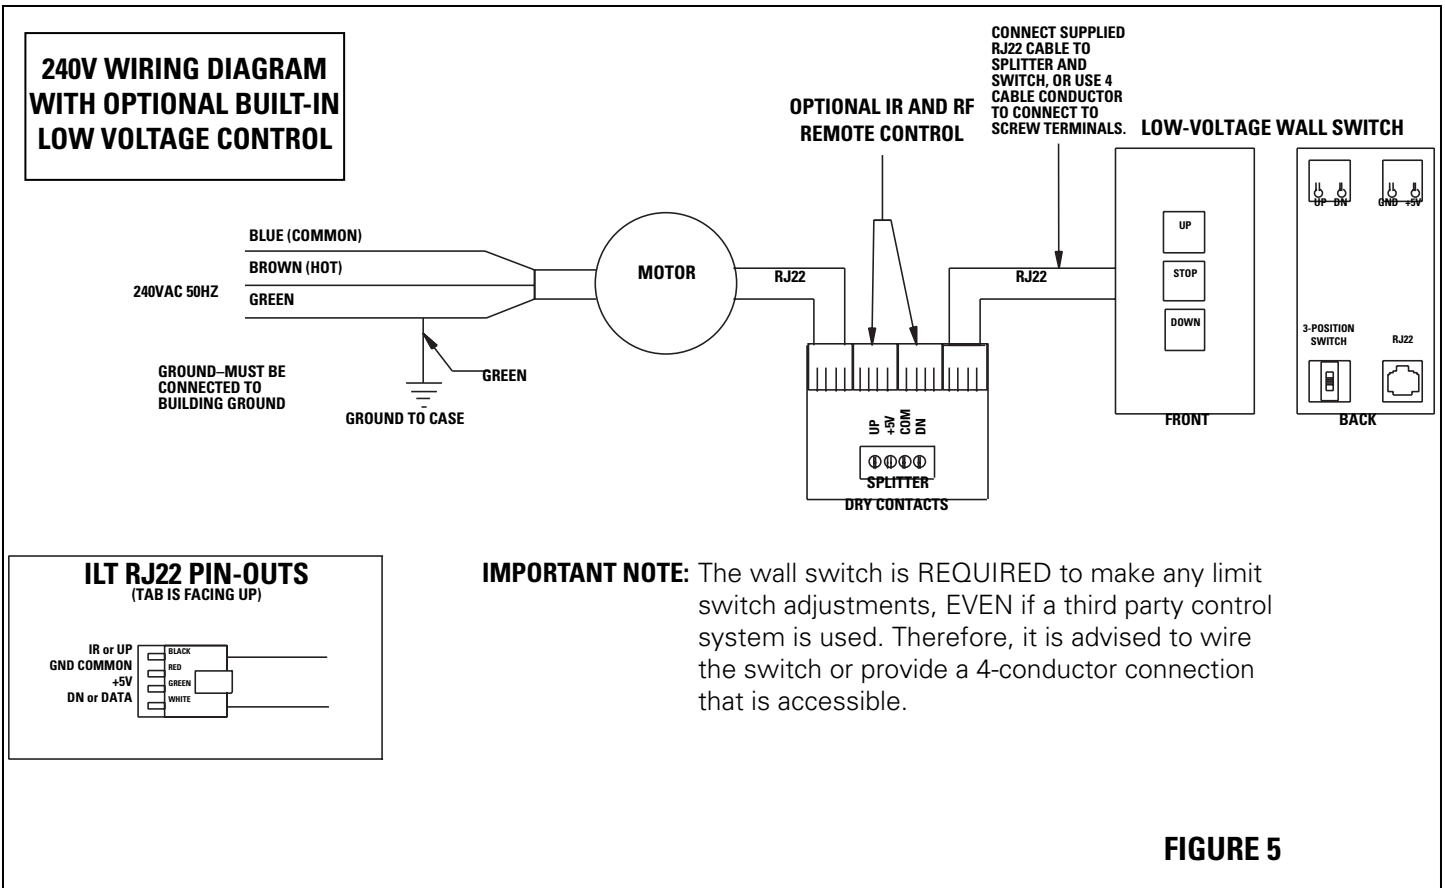 240V WIRING DIAGRAM
WITH OPTIONAL BUILT-IN
LOW VOLTAGE CONTROL
CONNECT SUPPLIED
RJ22 CABLE TO
SPLITTER AND
SWITCH, OR USE 4
CABLE CONDUCTOR
TO CONNECT TO
SCREW TERMINALS.
OPTIONAL IR AND RF
REMOTE CONTROL
LOW-VOLTAGE WALL SWITCH
BLUE (COMMON)
BROWN (HOT)
GREEN
240VAC 50HZ
MOTOR
RJ22
RJ22
UP
STOP
DOWN
FRONT
UP DN
GND +5V
3-POSITION
SWITCH
RJ22
BACK
GROUND–MUST BE
CONNECTED TO
BUILDING GROUND
GREEN
GROUND TO CASE
UP
+5V
COM
DN
SPLITTER
DRY CONTACTS
ILT RJ22 PIN-OUTS
(TAB IS FACING UP)
IR or UP
GND COMMON
+5V
DN or DATA
BLACK
RED
GREEN
WHITE
IMPORTANT NOTE: The wall switch is REQUIRED to make any limit
switch adjustments, EVEN if a third party control
system is used. Therefore, it is advised to wire
the switch or provide a 4-conductor connection
that is accessible.
FIGURE 5